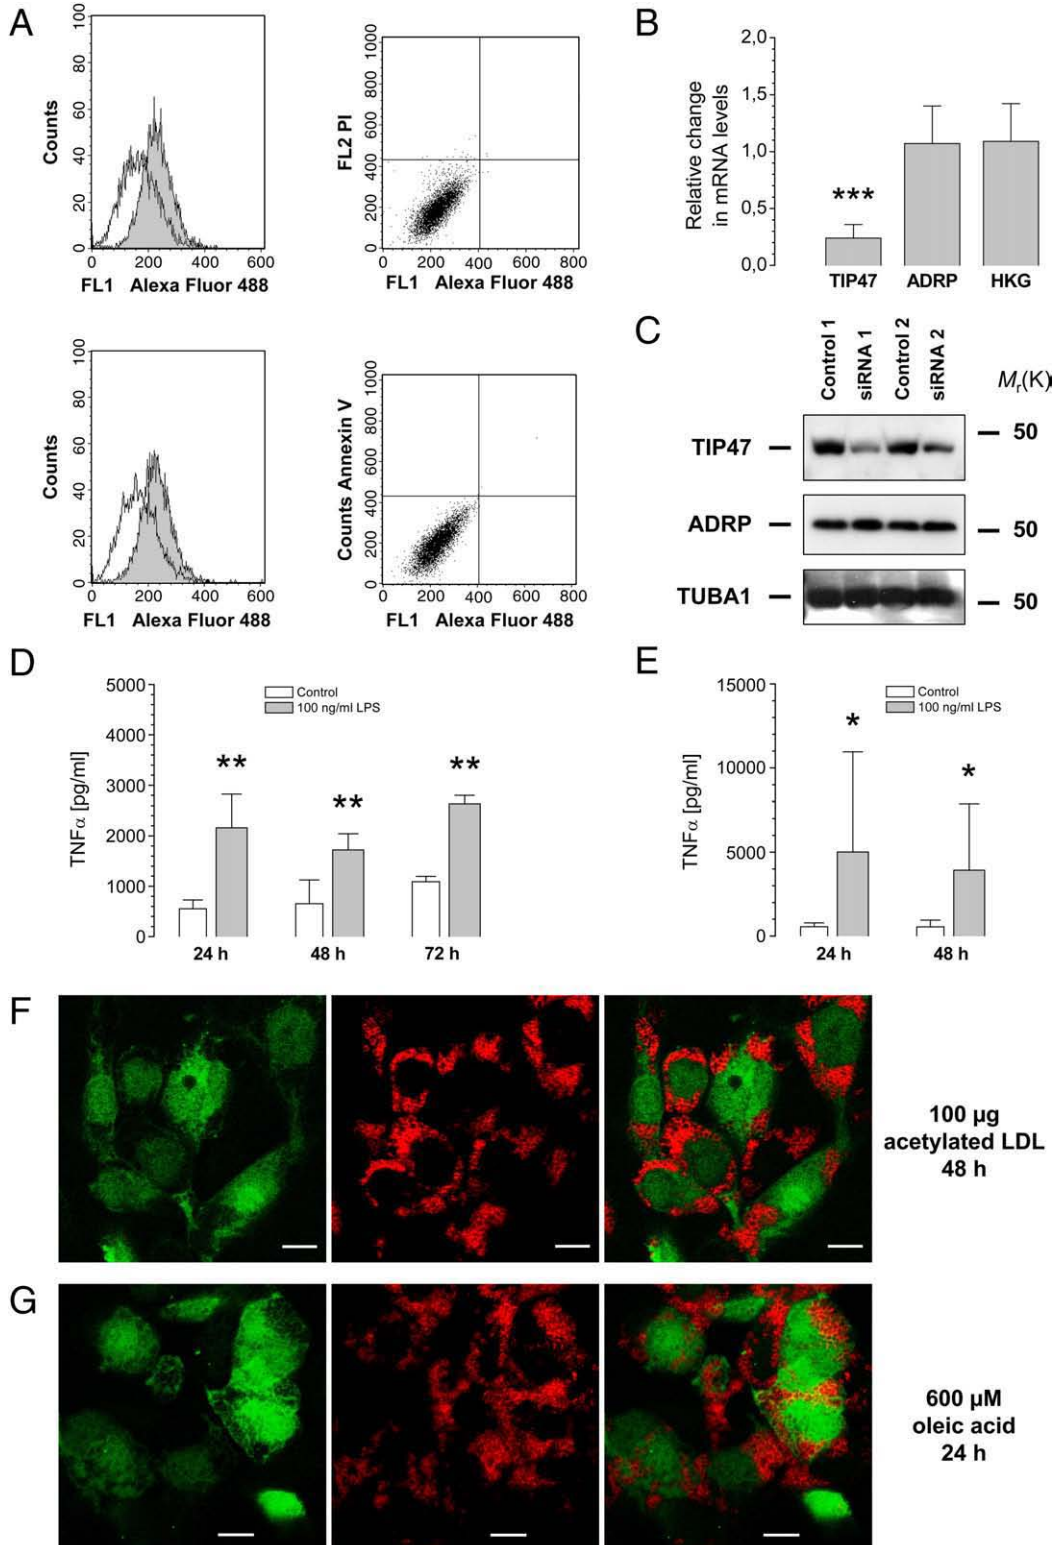 A
100
80
60
40
20
0
Counts
0 200 400 600
FL1 Alexa Fluor 488
1000
800
600
400
200
0
FL2 PI
0 200 400 600 800
FL1 Alexa Fluor 488
100
80
60
40
20
0
Counts
0 200 400 600
FL1 Alexa Fluor 488
1000
800
600
400
200
0
Counts Annexin V
0 200 400 600 800
FL1 Alexa Fluor 488
B
Relative change
in mRNA levels
2,0
1,5
1,0
0,5
0,0
***
TIP47 ADRP HKG
C
Control 1
siRNA 1
Control 2
siRNA 2
Mr(K)
TIP47
50
ADRP
50
TUBA1
50
D
TNFα [pg/ml]
5000
4000
3000
2000
1000
0
Control
100 ng/ml LPS
** ** **
24 h 48 h 72 h
E
TNFα [pg/ml]
15000
10000
5000
0
Control
100 ng/ml LPS
* *
24 h 48 h
F
100 µg
acetylated LDL
48 h
G
600 µM
oleic acid
24 h